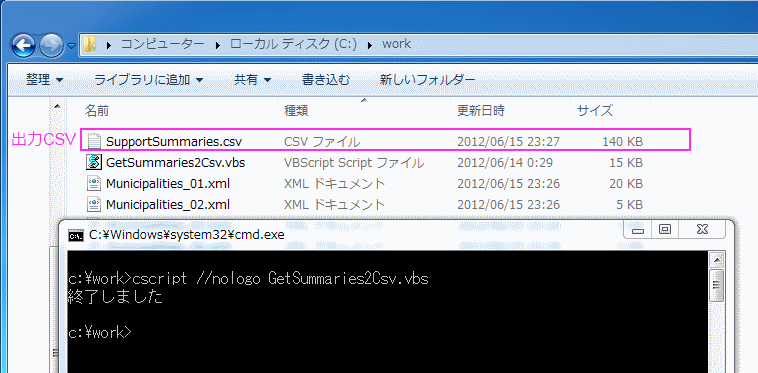 コンピューター ▸ ローカル ディスク (C:) ▸ work
整理 ▼ ライブラリに追加 ▼ 共有 ▼ 書き込む 新しいフォルダー
名前 種類 更新日時 サイズ
出力CSV SupportSummaries.csv CSV ファイル 2012/06/15 23:27 140 KB
GetSummaries2Csv.vbs VBScript Script ファイル 2012/06/14 0:29 15 KB
Municipalities_01.xml XML ドキュメント 2012/06/15 23:26 20 KB
Municipalities_02.xml XML ドキュメント 2012/06/15 23:26 5 KB
C:¥Windows¥system32¥cmd.exe
c:¥work>cscript //nologo GetSummaries2Csv.vbs
終了しました
c:¥work>